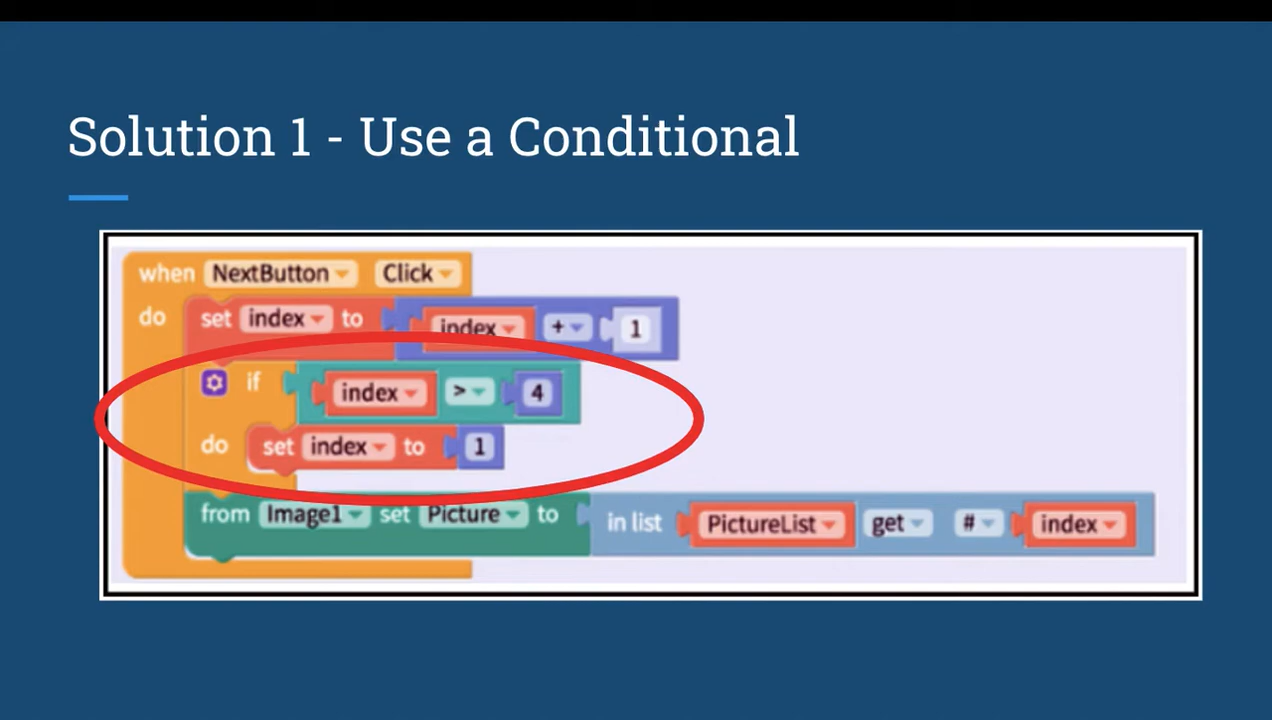 Solution 1 - Use a Conditional
when NextButton Click
do set index to index + 1
if index > 4
do set index to 1
from Image1 set Picture to in list PictureList get # index